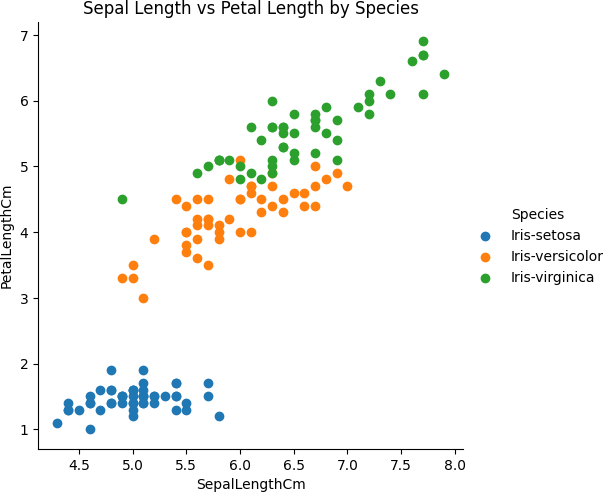 Sepal Length vs Petal Length by Species
PetalLengthCm
7
6
5
4
3
2
1
4.5 5.0 5.5 6.0 6.5 7.0 7.5 8.0
SepalLengthCm
Species
Iris-setosa
Iris-versicolor
Iris-virginica